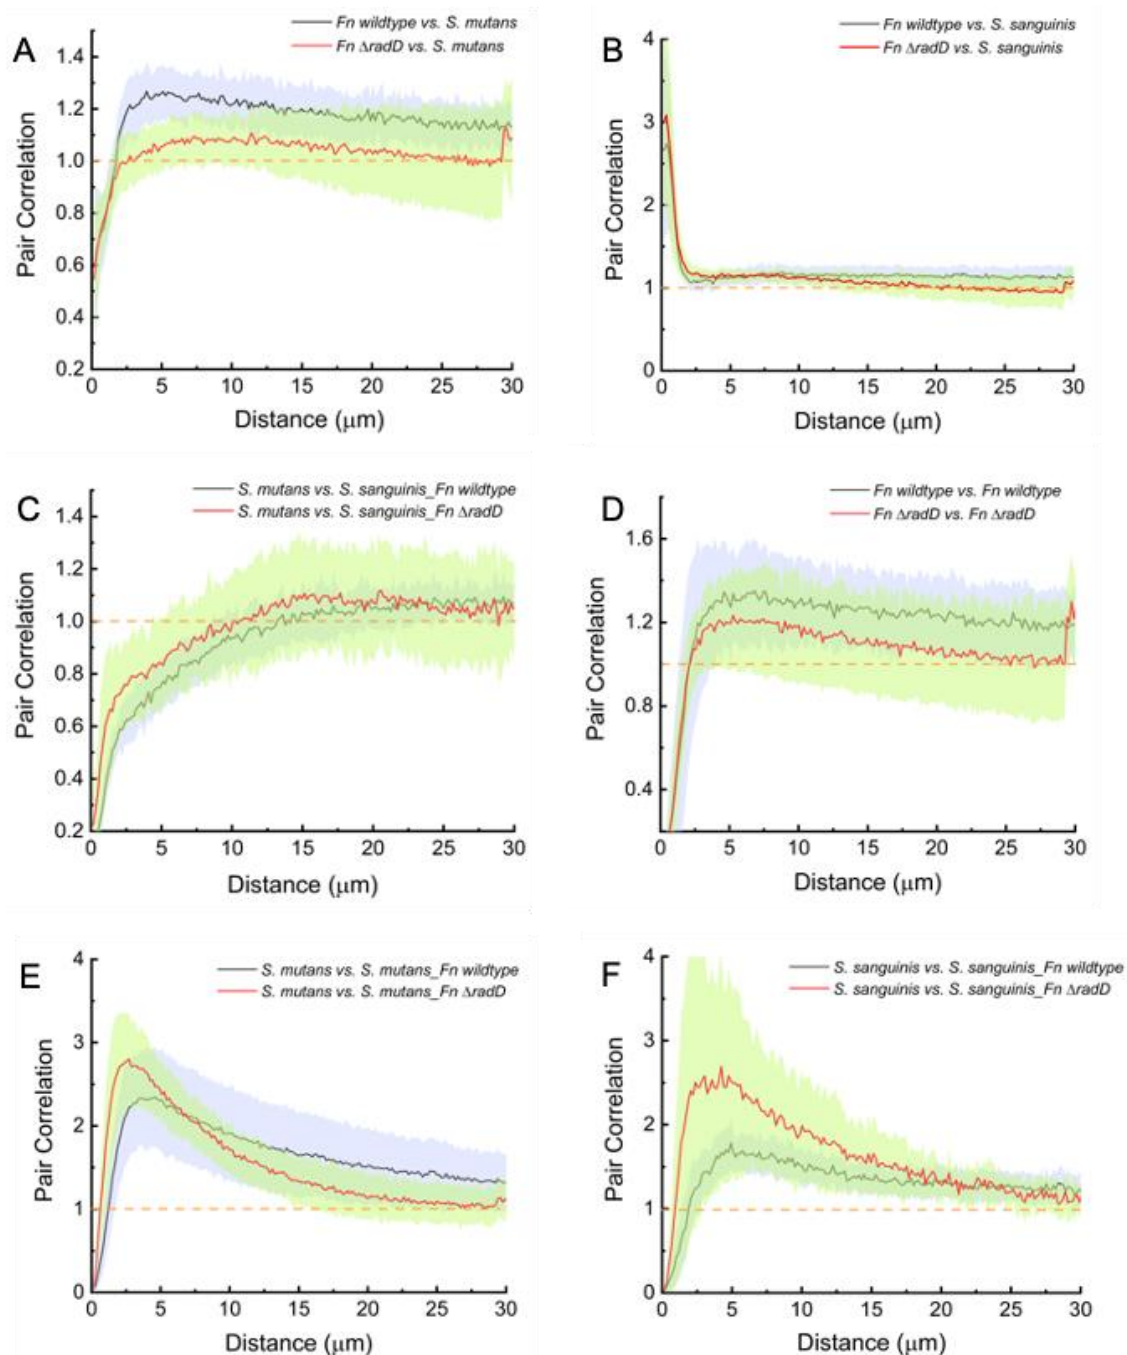 A
Fn wildtype vs. S. mutans
Fn ΔradD vs. S. mutans
Pair Correlation
1.4
1.2
1.0
0.8
0.6
0.4
0.2
0 5 10 15 20 25 30
Distance (μm)
B
Fn wildtype vs. S. sanguinis
Fn ΔradD vs. S. sanguinis
Pair Correlation
4
3
2
1
0
0 5 10 15 20 25 30
Distance (μm)
C
S. mutans vs. S. sanguinis_Fn wildtype
S. mutans vs. S. sanguinis_Fn ΔradD
Pair Correlation
1.4
1.2
1.0
0.8
0.6
0.4
0.2
0 5 10 15 20 25 30
Distance (μm)
D
Fn wildtype vs. Fn wildtype
Fn ΔradD vs. Fn ΔradD
Pair Correlation
1.6
1.2
0.8
0.4
0 5 10 15 20 25 30
Distance (μm)
E
S. mutans vs. S. mutans_Fn wildtype
S. mutans vs. S. mutans_Fn ΔradD
Pair Correlation
4
3
2
1
0
0 5 10 15 20 25 30
Distance (μm)
F
S. sanguinis vs. S. sanguinis_Fn wildtype
S. sanguinis vs. S. sanguinis_Fn ΔradD
Pair Correlation
4
3
2
1
0
0 5 10 15 20 25 30
Distance (μm)